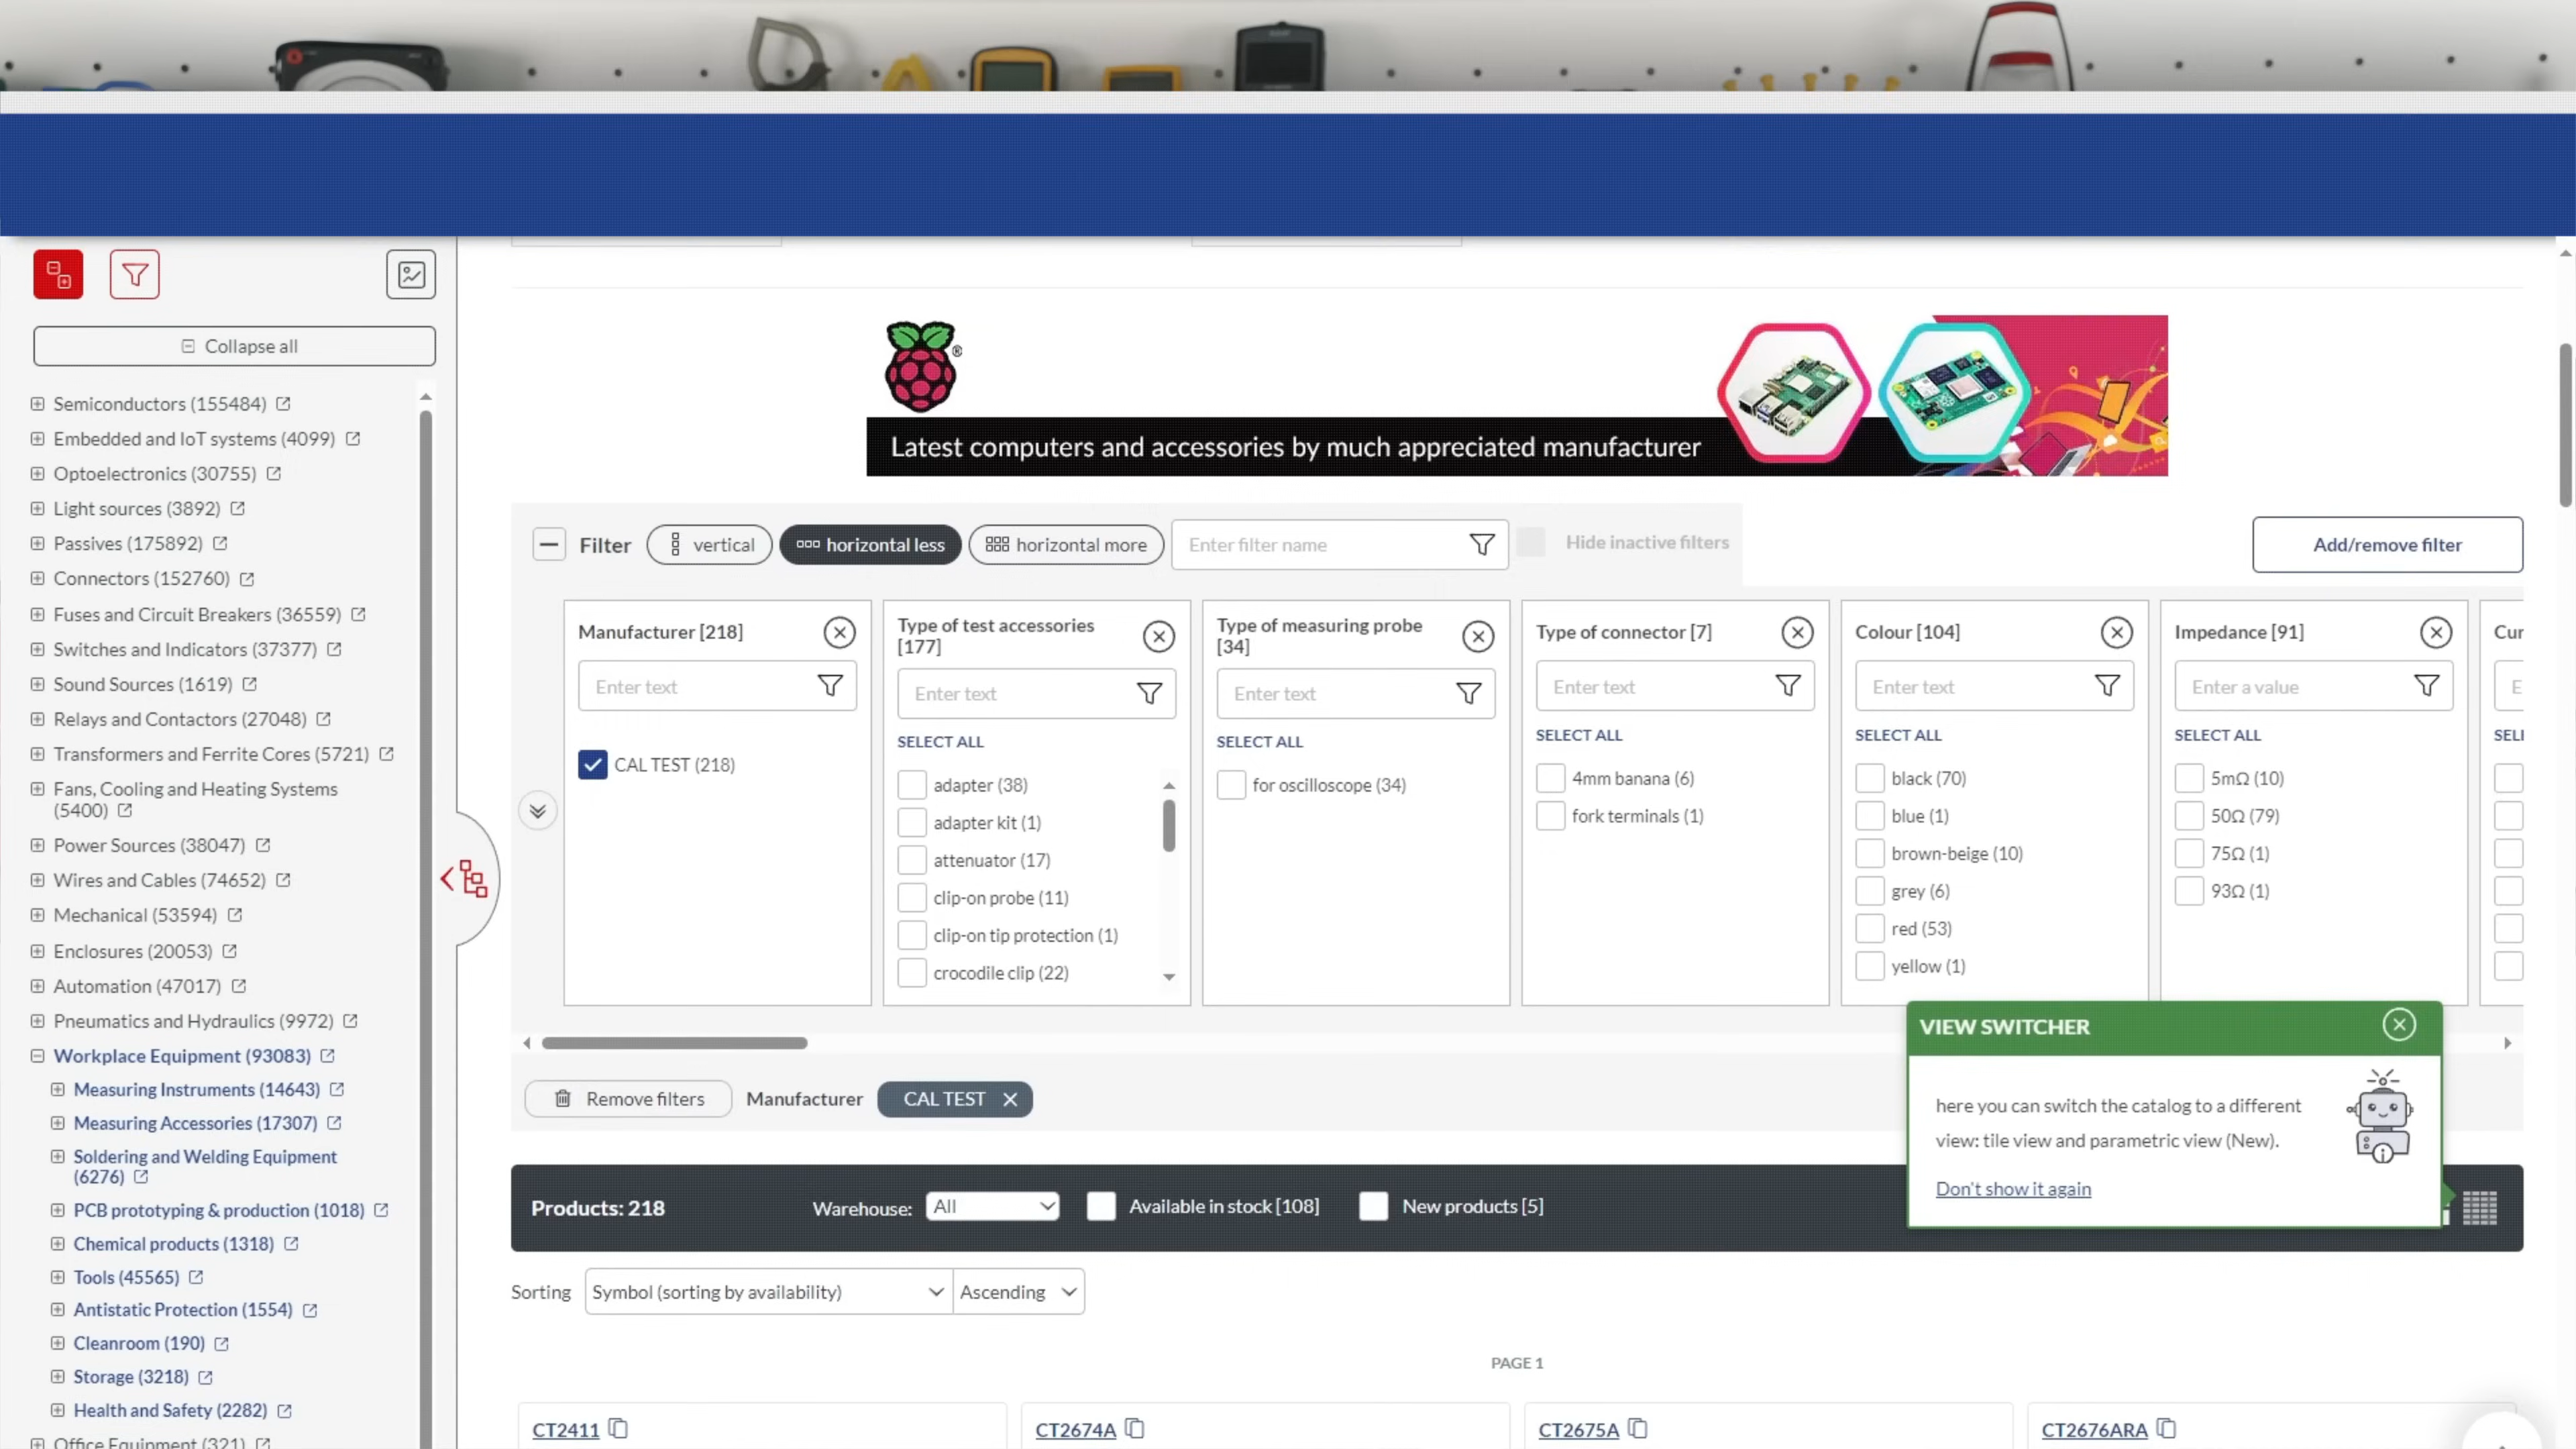 Collapse all
Semiconductors (155484)
Embedded and IoT systems (4099)
Optoelectronics (30755)
Light sources (3892)
Passives (175892)
Connectors (152760)
Fuses and Circuit Breakers (36559)
Switches and Indicators (37377)
Sound Sources (1619)
Relays and Contactors (27048)
Transformers and Ferrite Cores (5721)
Fans, Cooling and Heating Systems
(5400)
Power Sources (38047)
Wires and Cables (74652)
Mechanical (53594)
Enclosures (20053)
Automation (47017)
Pneumatics and Hydraulics (9972)
Workplace Equipment (93083)
Measuring Instruments (14643)
Measuring Accessories (17307)
Soldering and Welding Equipment
(6276)
PCB prototyping & production (1018)
Chemical products (1318)
Tools (45565)
Antistatic Protection (1554)
Cleanroom (190)
Storage (3218)
Health and Safety (2282)
Office Equipment (321)
®
Latest computers and accessories by much appreciated manufacturer
Filter vertical horizontal less horizontal more Enter filter name Hide inactive filters Add/remove filter
Manufacturer [218]
Enter text
CAL TEST (218)
Type of test accessories
[177]
Enter text
SELECT ALL
adapter (38)
adapter kit (1)
attenuator (17)
clip-on probe (11)
clip-on tip protection (1)
crocodile clip (22)
Type of measuring probe
[34]
Enter text
SELECT ALL
for oscilloscope (34)
Type of connector [7]
Enter text
SELECT ALL
4mm banana (6)
fork terminals (1)
Colour [104]
Enter text
SELECT ALL
black (70)
blue (1)
brown-beige (10)
grey (6)
red (53)
yellow (1)
Impedance [91]
Enter a value
SELECT ALL
5mΩ (10)
50Ω (79)
75Ω (1)
93Ω (1)
Cur
E
SELE
Remove filters Manufacturer CAL TEST
VIEW SWITCHER
here you can switch the catalog to a different
view: tile view and parametric view (New).
Don't show it again
Products: 218 Warehouse: All Available in stock [108] New products [5]
Sorting Symbol (sorting by availability) Ascending
PAGE 1
CT2411 CT2674A CT2675A CT2676ARA